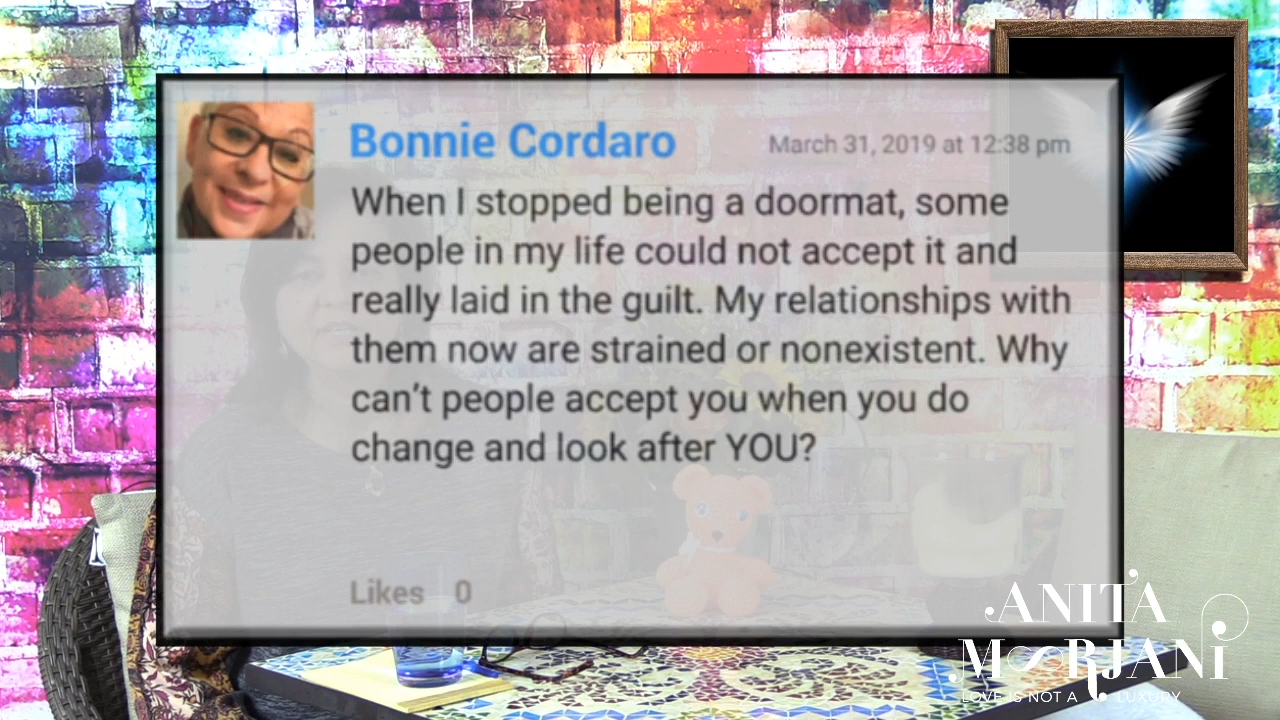 Bonnie Cordaro
March 31, 2019 at 12:38 pm
When I stopped being a doormat, some
people in my life could not accept it and
really laid in the guilt. My relationships with
them now are strained or nonexistent. Why
can't people accept you when you do
change and look after YOU?
Likes 0
ANITA
MOORJANI
LOVE IS NOT A LUXURY